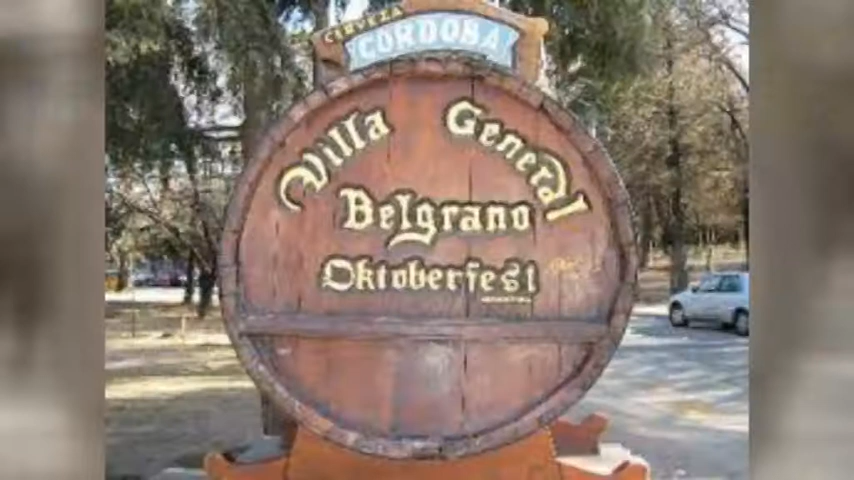 CERVEZA
CORDOBA
Villa General
Belgrano
Oktoberfest